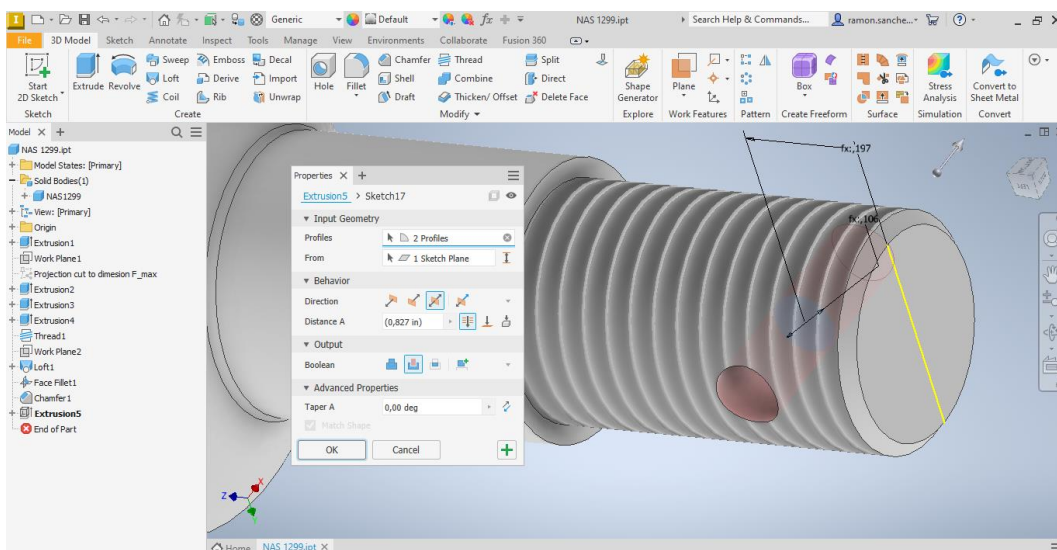 Generic
Default
NAS 1299.ipt
Search Help & Commands...
ramon.sanche...
File 3D Model Sketch Annotate Inspect Tools Manage View Environments Collaborate Fusion 360
Start
2D Sketch
Extrude Revolve
Sweep Emboss Decal
Loft Derive Import
Coil Rib Unwrap
Hole Fillet
Chamfer Thread
Shell Combine
Draft Thicken/ Offset
Split
Direct
Delete Face
Shape
Generator
Plane
Box
Stress
Analysis
Convert to
Sheet Metal
Sketch Create Modify Explore Work Features Pattern Create Freeform Surface Simulation Convert
Model
NAS 1299.ipt
Model States: [Primary]
Solid Bodies(1)
NAS1299
View: [Primary]
Origin
Extrusion1
Work Plane1
Projection cut to dimesion F_max
Extrusion2
Extrusion3
Extrusion4
Thread1
Work Plane2
Loft1
Face Fillet1
Chamfer1
Extrusion5
End of Part
Properties
Extrusion5 > Sketch17
Input Geometry
Profiles 2 Profiles
From 1 Sketch Plane
Behavior
Direction
Distance A (0,827 in)
Output
Boolean
Advanced Properties
Taper A 0,00 deg
Match Shape
OK Cancel
fx:,197
fx:,106
Z X Y
Home NAS 1299.ipt